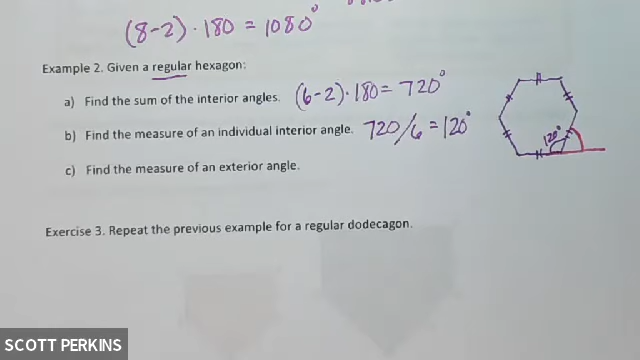 (8-2)·180 = 1080°
Example 2. Given a regular hexagon:
a) Find the sum of the interior angles. (6-2)·180 = 720°
b) Find the measure of an individual interior angle. 720/6 = 120°
120°
c) Find the measure of an exterior angle.
Exercise 3. Repeat the previous example for a regular dodecagon.
SCOTT PERKINS